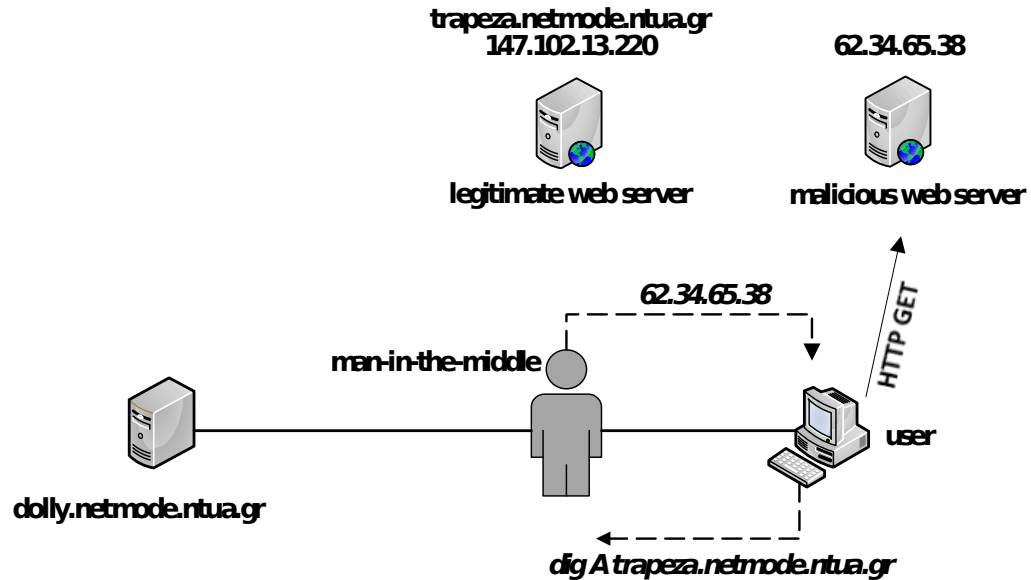 trapeza.netmode.ntua.gr
147.102.13.220
62.34.65.38
legitimate web server
malicious web server
62.34.65.38
HTTP GET
man-in-the-middle
user
dolly.netmode.ntua.gr
dig A trapeza.netmode.ntua.gr